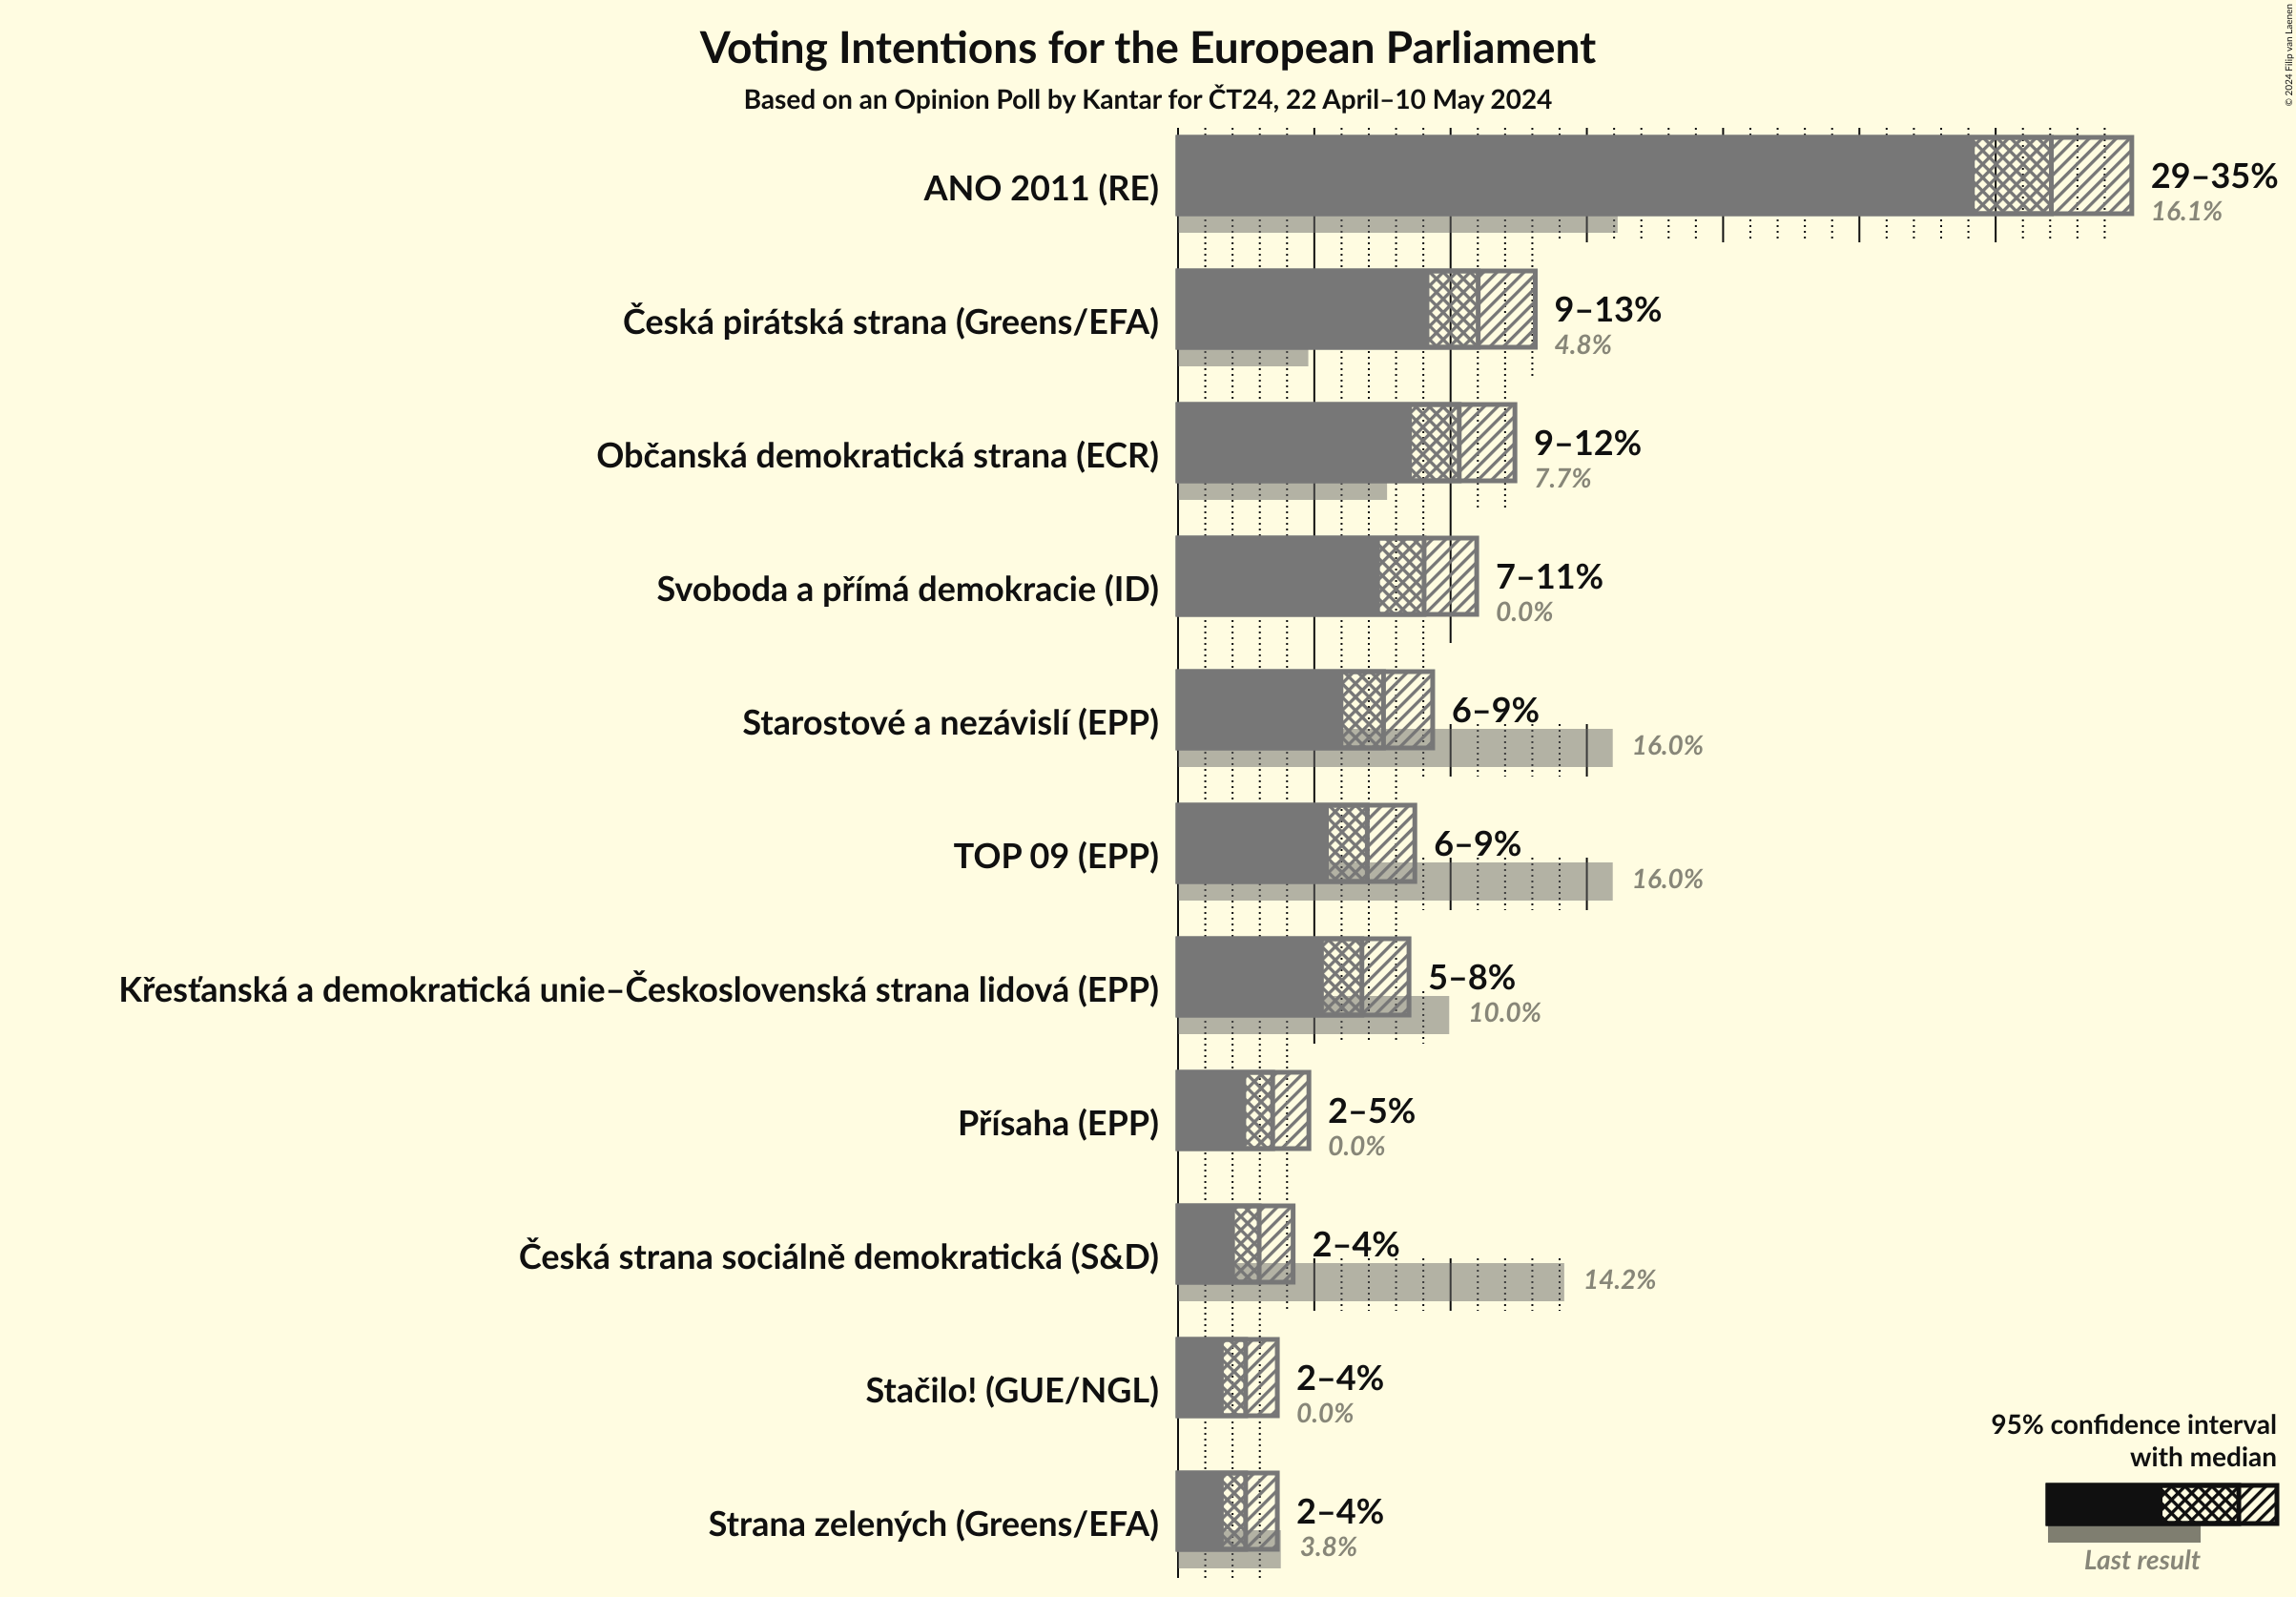 Voting Intentions for the European Parliament
Based on an Opinion Poll by Kantar for ČT24, 22 April–10 May 2024
© 2024 Filip van Laenen
ANO 2011 (RE)
29–35%
16.1%
Česká pirátská strana (Greens/EFA)
9–13%
4.8%
Občanská demokratická strana (ECR)
9–12%
7.7%
Svoboda a přímá demokracie (ID)
7–11%
0.0%
Starostové a nezávislí (EPP)
6–9%
16.0%
TOP 09 (EPP)
6–9%
16.0%
Křesťanská a demokratická unie–Československá strana lidová (EPP)
5–8%
10.0%
Přísaha (EPP)
2–5%
0.0%
Česká strana sociálně demokratická (S&D)
2–4%
14.2%
Stačilo! (GUE/NGL)
2–4%
0.0%
Strana zelených (Greens/EFA)
2–4%
3.8%
95% confidence interval
with median
Last result